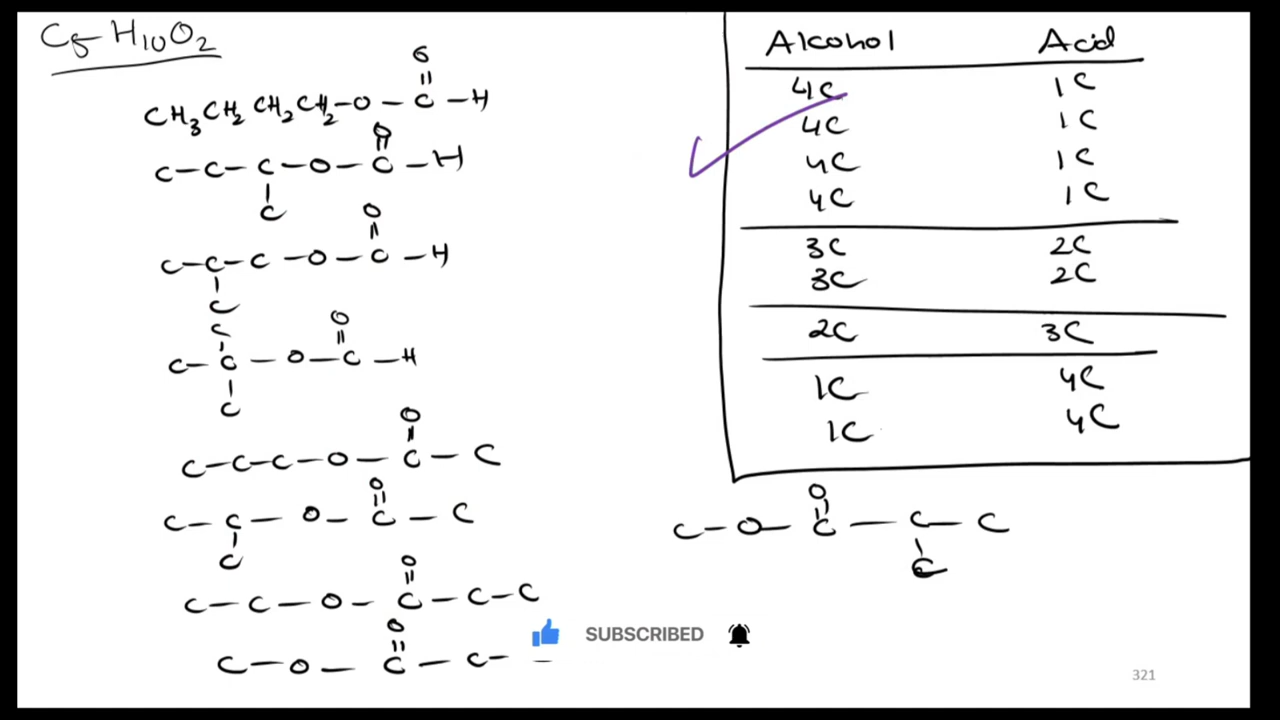 C5H10O2
O
||
CH3CH2CH2CH2-O-C-H
O
||
C-C-C-O-C-H
|
C
O
||
C-C-C-O-C-H
|
C
C O
| ||
C-C-O-C-H
|
C
O
||
C-C-C-O-C-C
O
||
C-C-O-C-C
|
C
O
||
C-C-O-C-C-C
O
||
C-O-C-C-
Alcohol Acid
4C 1C
4C 1C
4C 1C
4C 1C
3C 2C
3C 2C
2C 3C
1C 4C
1C 4C
O
||
C-O-C-C-C
|
C
SUBSCRIBED
321